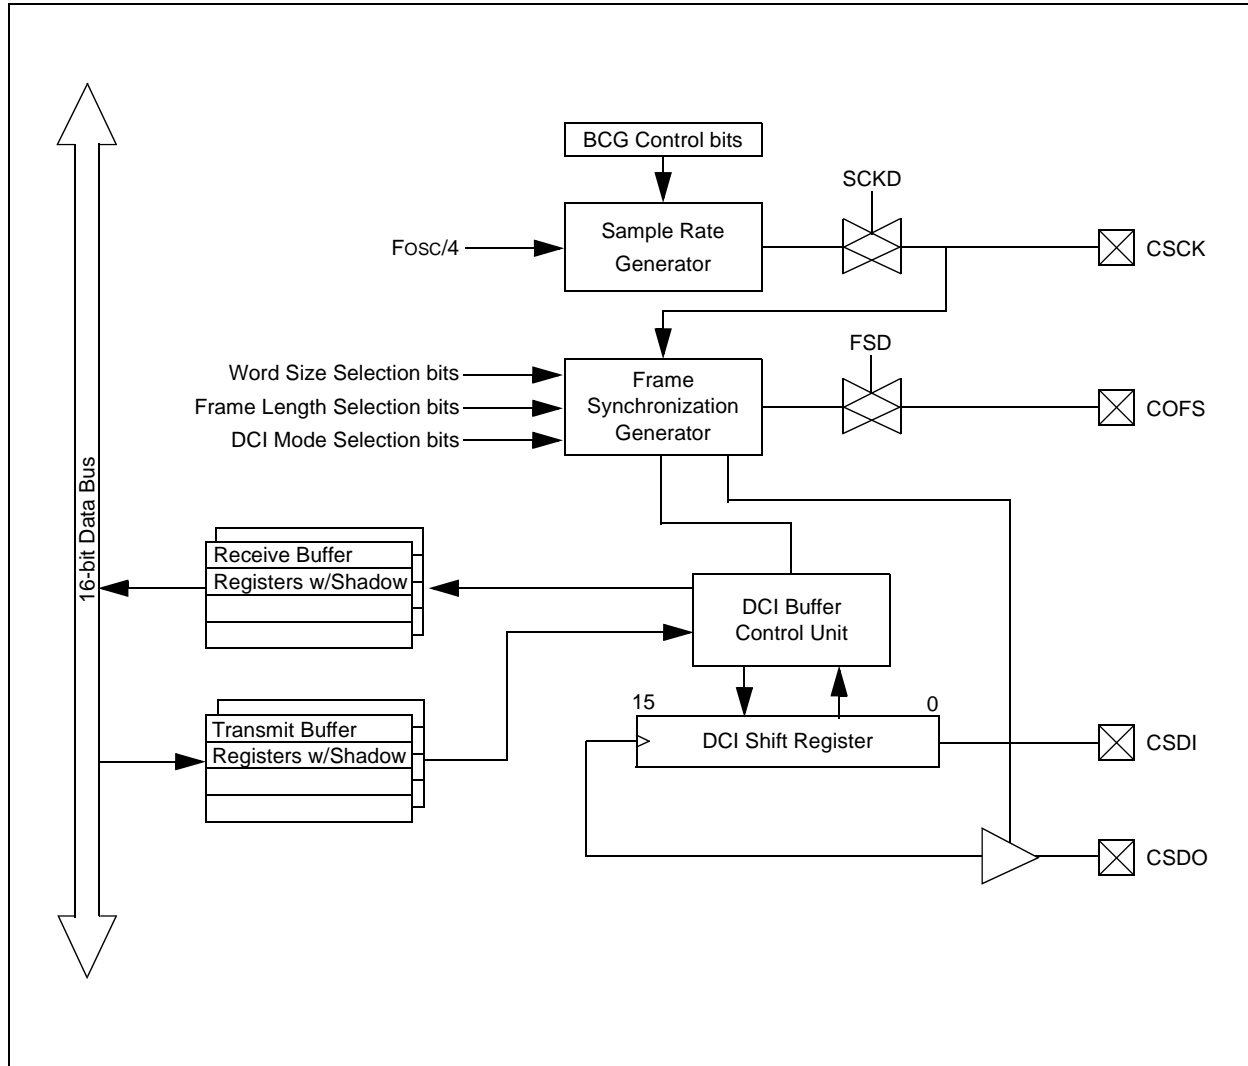 BCG Control bits
SCKD
Sample Rate
Generator
FOSC/4
CSCK
FSD
Word Size Selection bits
Frame Length Selection bits
DCI Mode Selection bits
Frame
Synchronization
Generator
COFS
16-bit Data Bus
Receive Buffer
Registers w/Shadow
DCI Buffer
Control Unit
Transmit Buffer
Registers w/Shadow
15
0
DCI Shift Register
CSDI
CSDO